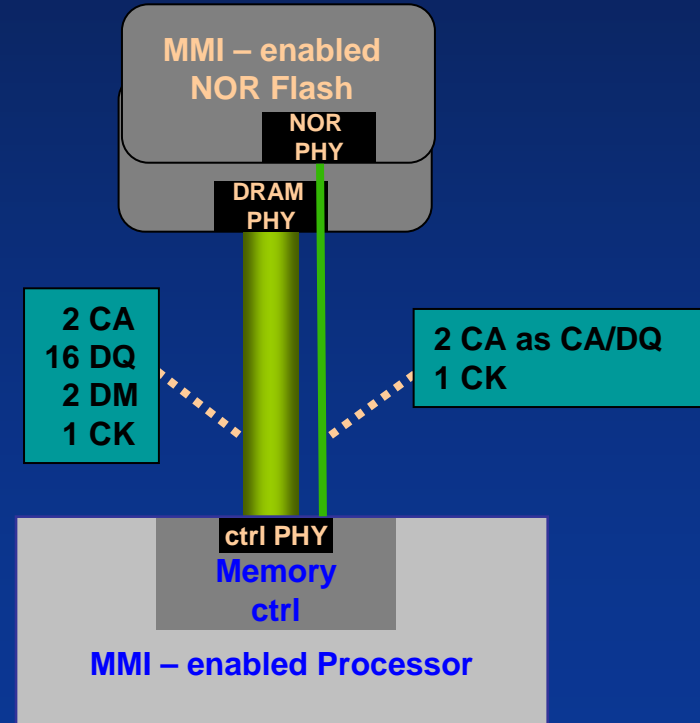 MMI – enabled
NOR Flash
NOR
PHY
DRAM
PHY
2 CA
16 DQ
2 DM
1 CK
2 CA as CA/DQ
1 CK
ctrl PHY
Memory
ctrl
MMI – enabled Processor